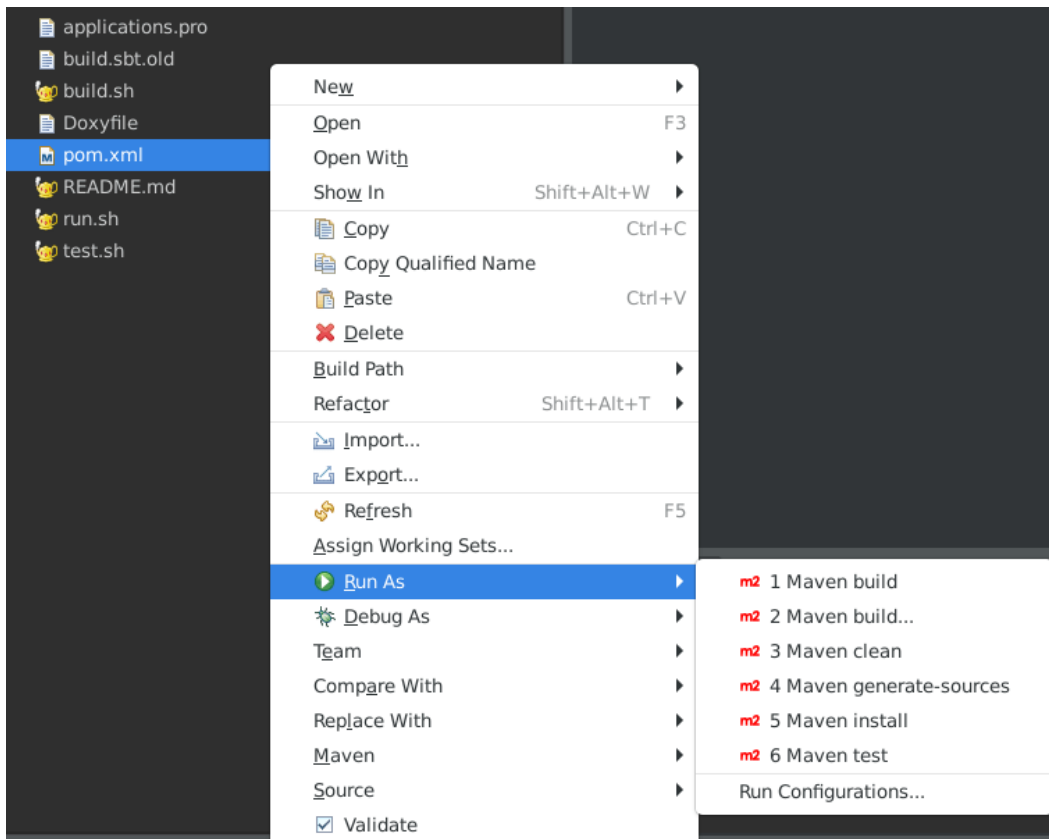 applications.pro
build.sbt.old
build.sh
Doxyfile
pom.xml
README.md
run.sh
test.sh
New
Open F3
Open With
Show In Shift+Alt+W
Copy Ctrl+C
Copy Qualified Name
Paste Ctrl+V
Delete
Build Path
Refactor Shift+Alt+T
Import...
Export...
Refresh F5
Assign Working Sets...
Run As
Debug As
Team
Compare With
Replace With
Maven
Source
Validate
m2 1 Maven build
m2 2 Maven build...
m2 3 Maven clean
m2 4 Maven generate-sources
m2 5 Maven install
m2 6 Maven test
Run Configurations...